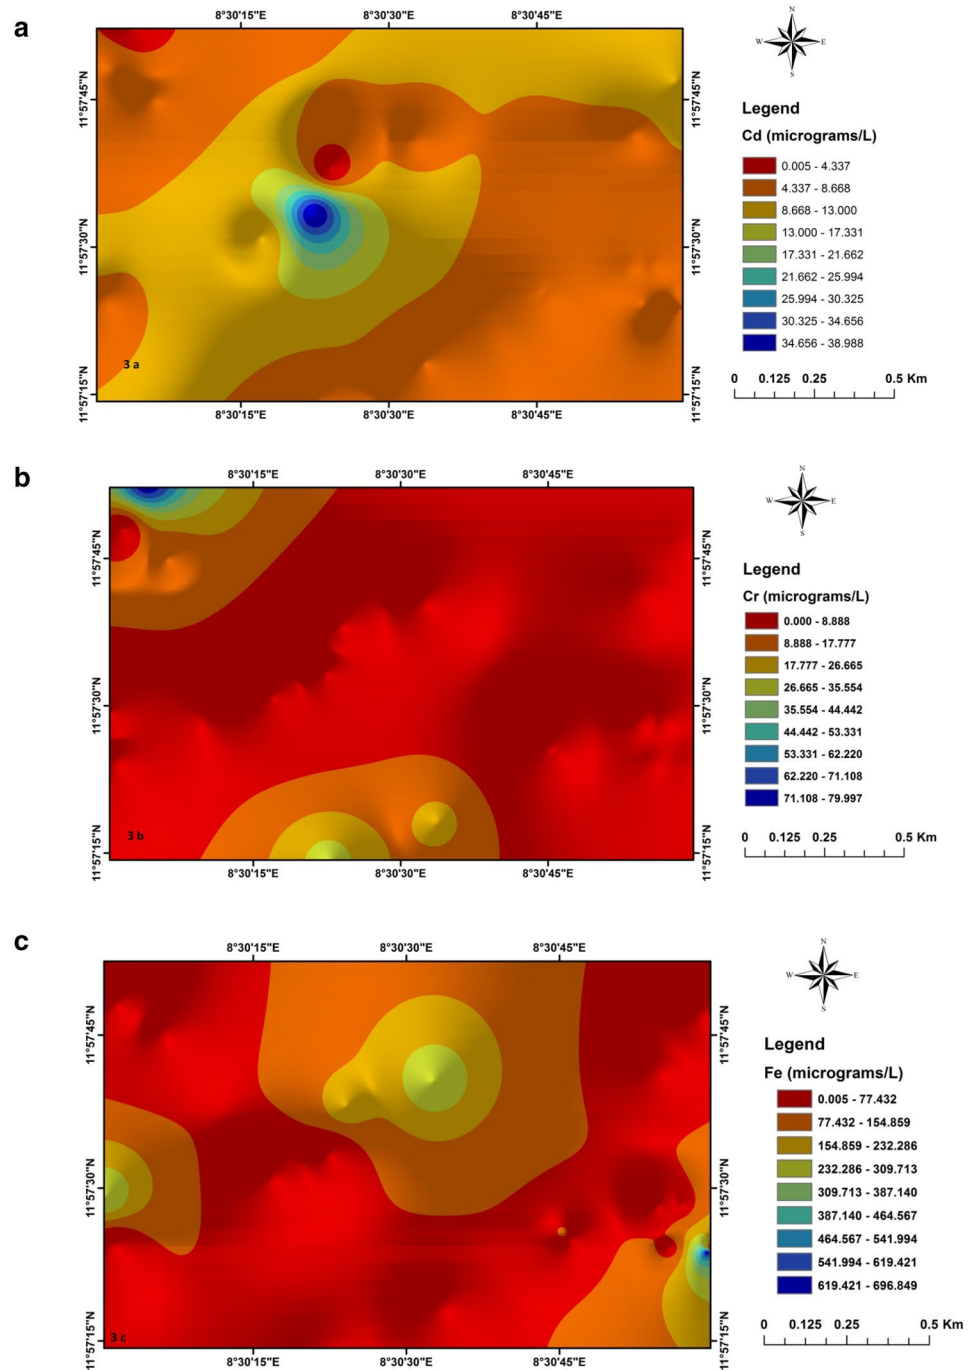 a
8°30'15"E 8°30'30"E 8°30'45"E
11°57'45"N 11°57'45"N
11°57'30"N 11°57'30"N
11°57'15"N 11°57'15"N
3 a
8°30'15"E 8°30'30"E 8°30'45"E
N
W E
S
Legend
Cd (micrograms/L)
0.005 - 4.337
4.337 - 8.668
8.668 - 13.000
13.000 - 17.331
17.331 - 21.662
21.662 - 25.994
25.994 - 30.325
30.325 - 34.656
34.656 - 38.988
0 0.125 0.25 0.5 Km
b
8°30'15"E 8°30'30"E 8°30'45"E
11°57'45"N 11°57'45"N
11°57'30"N 11°57'30"N
11°57'15"N 11°57'15"N
3 b
8°30'15"E 8°30'30"E 8°30'45"E
N
W E
S
Legend
Cr (micrograms/L)
0.000 - 8.888
8.888 - 17.777
17.777 - 26.665
26.665 - 35.554
35.554 - 44.442
44.442 - 53.331
53.331 - 62.220
62.220 - 71.108
71.108 - 79.997
0 0.125 0.25 0.5 Km
c
8°30'15"E 8°30'30"E 8°30'45"E
11°57'45"N 11°57'45"N
11°57'30"N 11°57'30"N
11°57'15"N 11°57'15"N
3 c
8°30'15"E 8°30'30"E 8°30'45"E
N
W E
S
Legend
Fe (micrograms/L)
0.005 - 77.432
77.432 - 154.859
154.859 - 232.286
232.286 - 309.713
309.713 - 387.140
387.140 - 464.567
464.567 - 541.994
541.994 - 619.421
619.421 - 696.849
0 0.125 0.25 0.5 Km